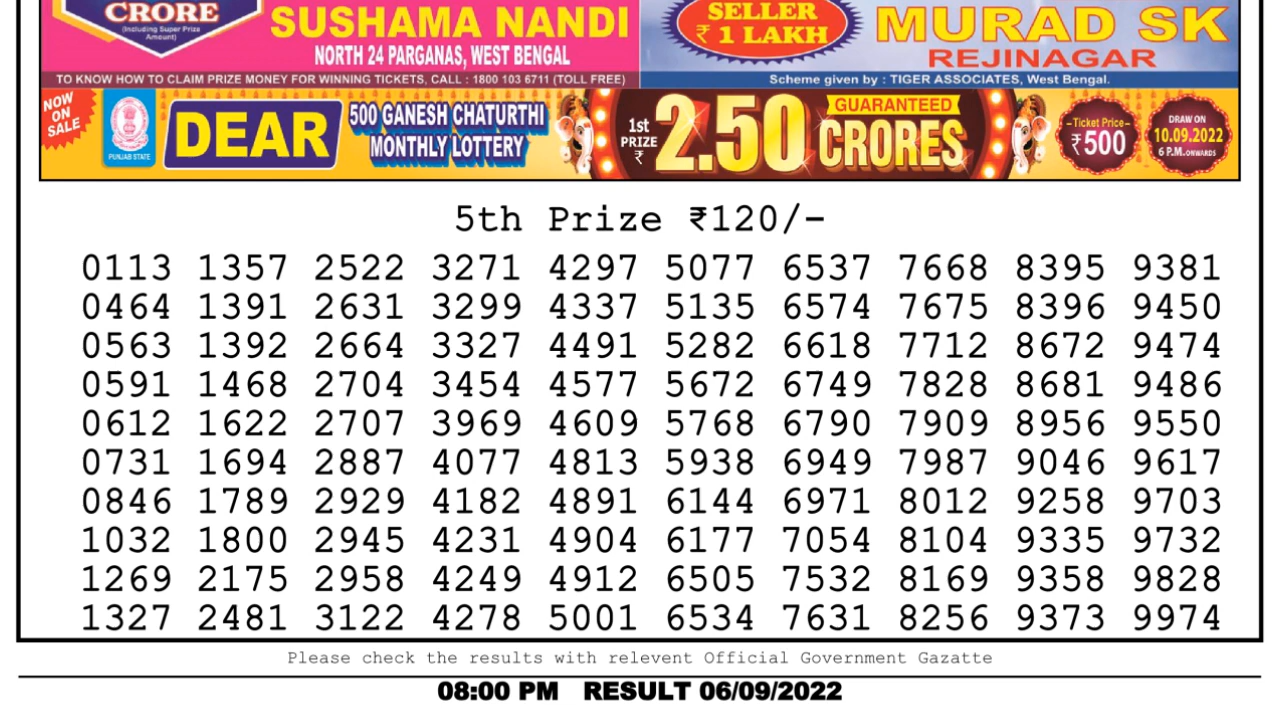 CRORE
(Including Super Prize
Amount)
SUSHAMA NANDI
NORTH 24 PARGANAS, WEST BENGAL
SELLER
₹ 1 LAKH
MURAD SK
REJINAGAR
TO KNOW HOW TO CLAIM PRIZE MONEY FOR WINNING TICKETS, CALL : 1800 103 6711 (TOLL FREE)
Scheme given by : TIGER ASSOCIATES, West Bengal.
NOW
ON
SALE
PUNJAB STATE
DEAR
500 GANESH CHATURTHI
MONTHLY LOTTERY
1st
PRIZE
₹
2.50
GUARANTEED
CRORES
-Ticket Price-
₹500
DRAW ON
10.09.2022
6 P.M. ONWARDS
5th Prize ₹120/-
0113 1357 2522 3271 4297 5077 6537 7668 8395 9381
0464 1391 2631 3299 4337 5135 6574 7675 8396 9450
0563 1392 2664 3327 4491 5282 6618 7712 8672 9474
0591 1468 2704 3454 4577 5672 6749 7828 8681 9486
0612 1622 2707 3969 4609 5768 6790 7909 8956 9550
0731 1694 2887 4077 4813 5938 6949 7987 9046 9617
0846 1789 2929 4182 4891 6144 6971 8012 9258 9703
1032 1800 2945 4231 4904 6177 7054 8104 9335 9732
1269 2175 2958 4249 4912 6505 7532 8169 9358 9828
1327 2481 3122 4278 5001 6534 7631 8256 9373 9974
Please check the results with relevent Official Government Gazatte
08:00 PM RESULT 06/09/2022